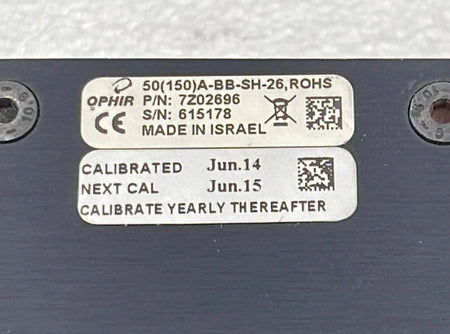 50(150)A-BB-SH-26,ROHS
OPHIR P/N: 7Z02696
CE S/N: 615178
MADE IN ISRAEL
CALIBRATED Jun.14
NEXT CAL Jun.15
CALIBRATE YEARLY THEREAFTER